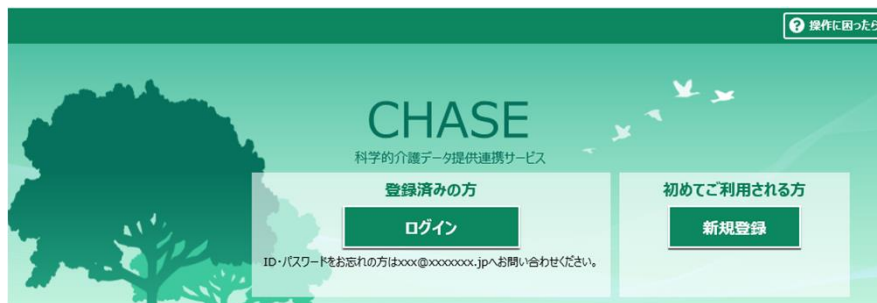 操作に困ったら
CHASE
科学的介護データ提供連携サービス
登録済みの方
ログイン
ID・パスワードをお忘れの方はxxx@xxxxxxx.jpへお問い合わせください。
初めてご利用される方
新規登録